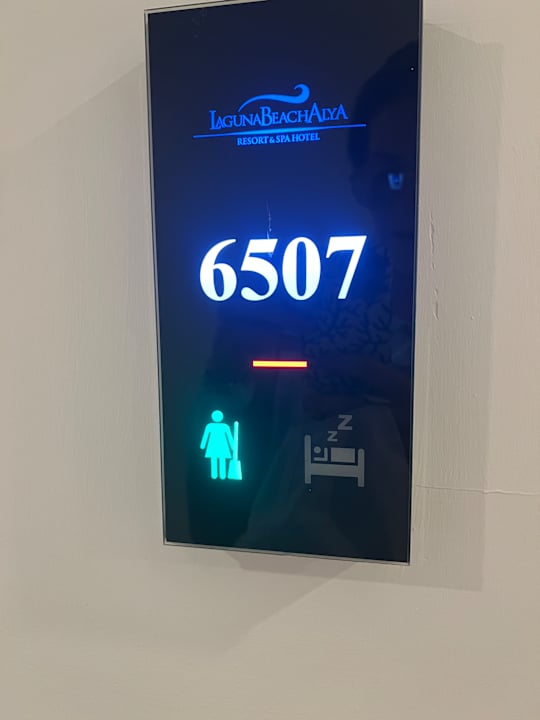 LAGUNABEACHALYA
RESORT & SPA HOTEL
6507
Z
Z